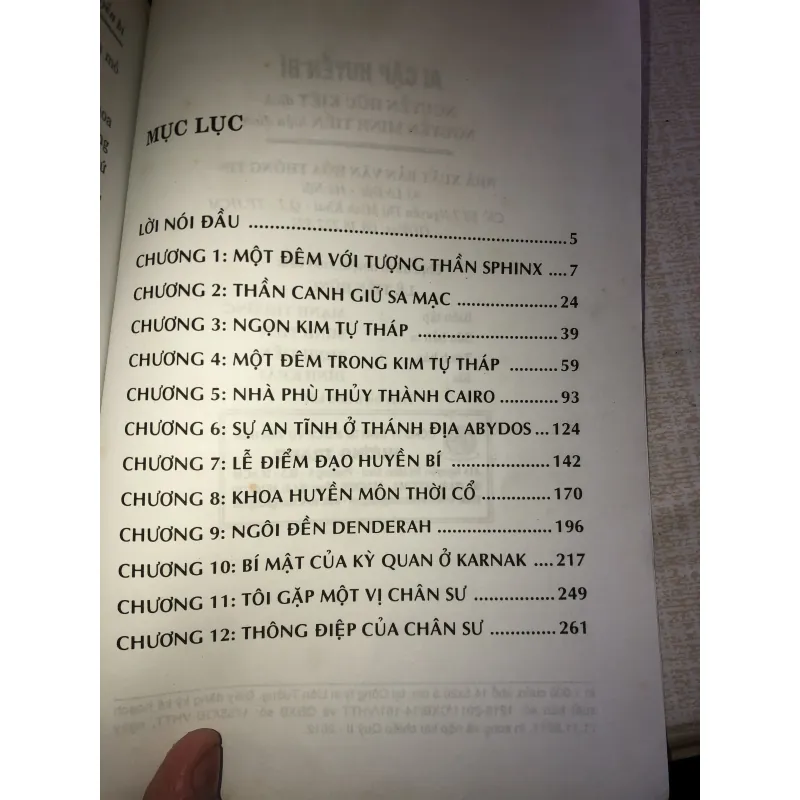 MỤC LỤC
LỜI NÓI ĐẦU ........................................................ 5
CHƯƠNG 1: MỘT ĐÊM VỚI TƯỢNG THẦN SPHINX ....7
CHƯƠNG 2: THẦN CANH GIỮ SA MẠC .................. 24
CHƯƠNG 3: NGỌN KIM TỰ THÁP .......................... 39
CHƯƠNG 4: MỘT ĐÊM TRONG KIM TỰ THÁP .......... 59
CHƯƠNG 5: NHÀ PHÙ THỦY THÀNH CAIRO ........... 93
CHƯƠNG 6: SỰ AN TĨNH Ở THÁNH ĐỊA ABYDOS ...124
CHƯƠNG 7: LỄ ĐIỂM ĐẠO HUYỀN BÍ .................. 142
CHƯƠNG 8: KHOA HUYỀN MÔN THỜI CỔ ............. 170
CHƯƠNG 9: NGÔI ĐỀN DENDERAH ..................... 196
CHƯƠNG 10: BÍ MẬT CỦA KỲ QUAN Ở KARNAK ....217
CHƯƠNG 11: TÔI GẶP MỘT VỊ CHÂN SƯ ............... 249
CHƯƠNG 12: THÔNG ĐIỆP CỦA CHÂN SƯ ............. 261